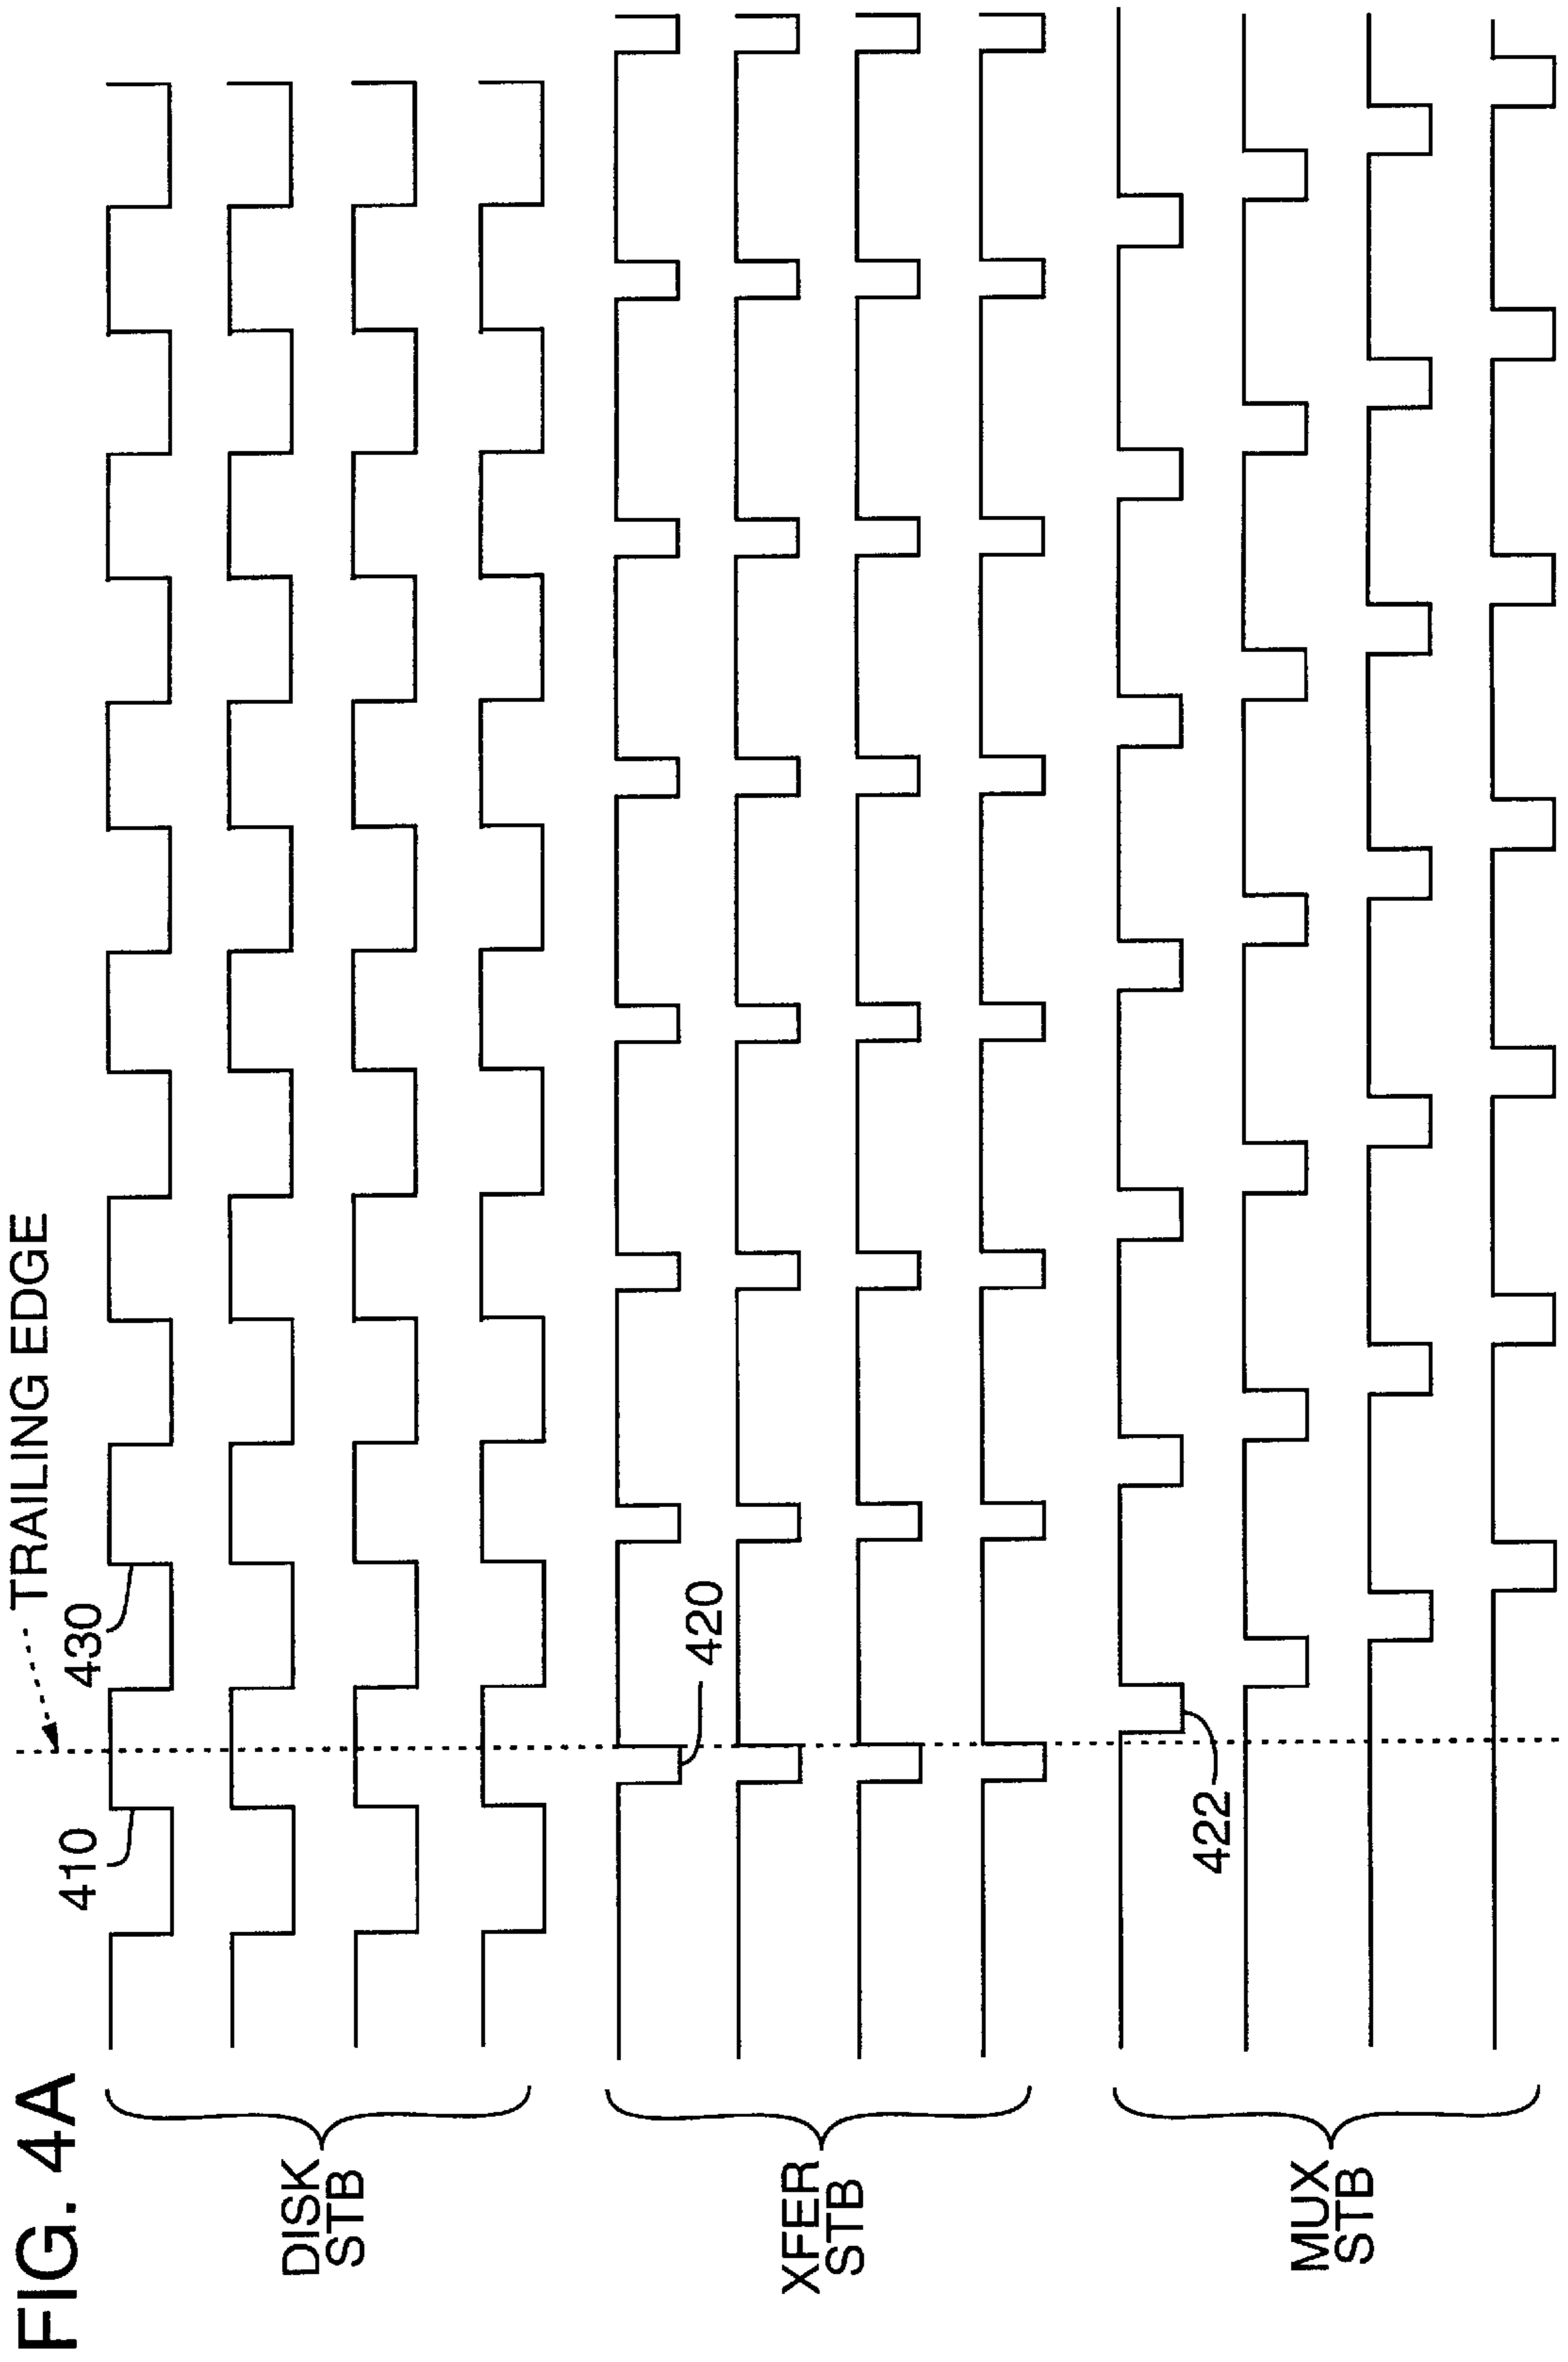 FIG. 4A
TRAILING EDGE
410
430
DISK
STB
420
XFER
STB
422
MUX
STB